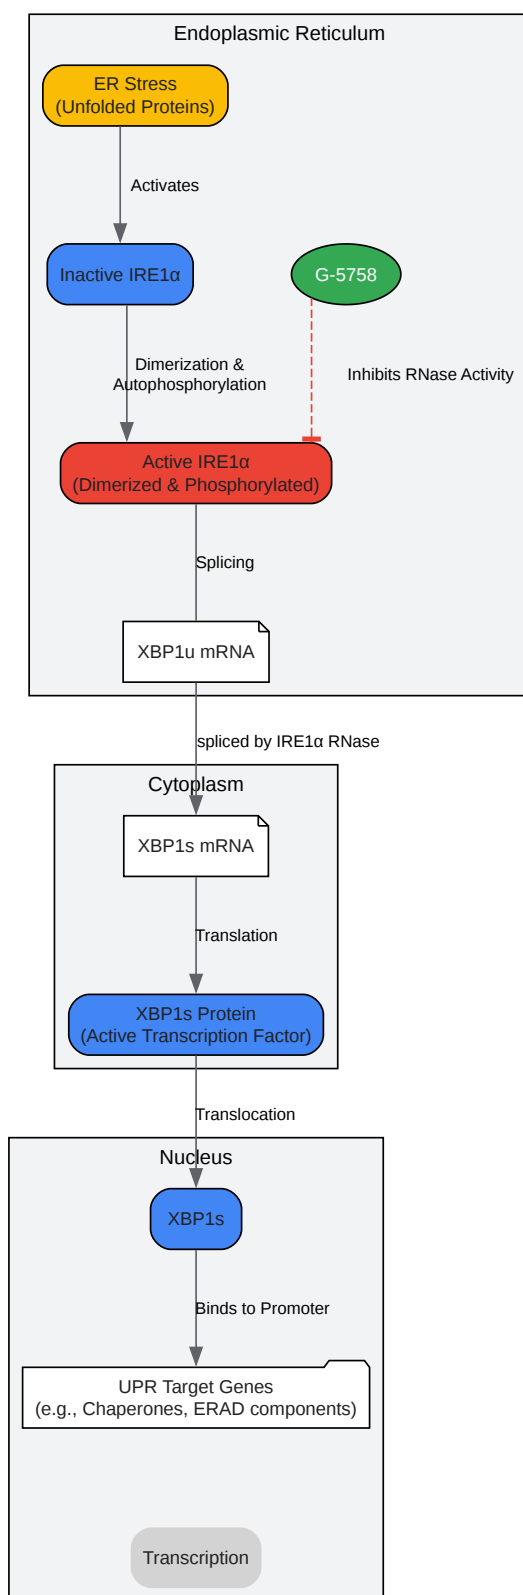 Endoplasmic Reticulum
ER Stress
(Unfolded Proteins)
Activates
Inactive IRE1α
G-5758
Dimerization &
Autophosphorylation
Inhibits RNase Activity
Active IRE1α
(Dimerized & Phosphorylated)
Splicing
XBP1u mRNA
spliced by IRE1α RNase
Cytoplasm
XBP1s mRNA
Translation
XBP1s Protein
(Active Transcription Factor)
Translocation
Nucleus
XBP1s
Binds to Promoter
UPR Target Genes
(e.g., Chaperones, ERAD components)
Transcription